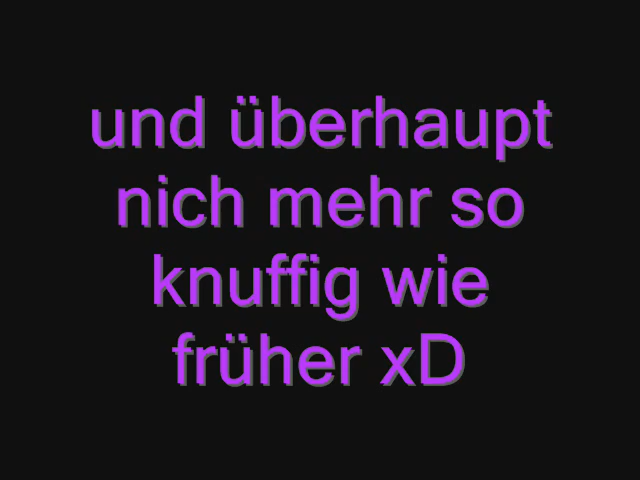 und überhaupt
nich mehr so
knuffig wie
früher xD